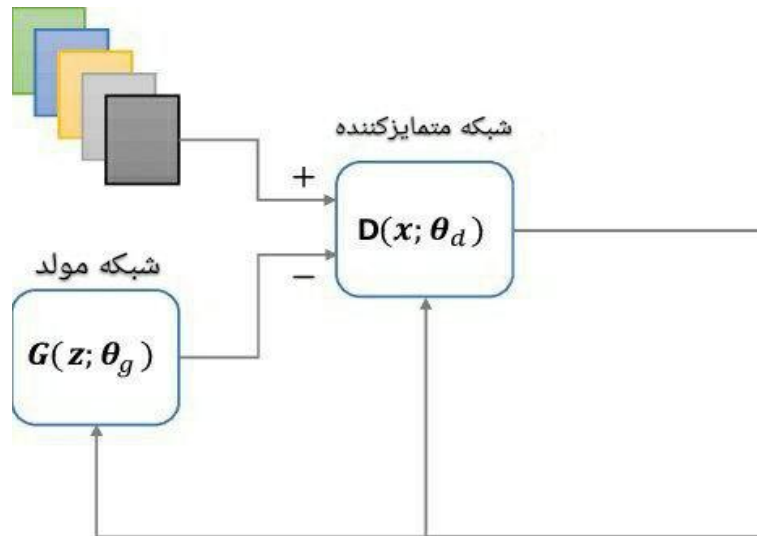 شبکه متمایزکننده
+
D(x; θ_d)
−
شبکه مولد
G(z; θ_g)